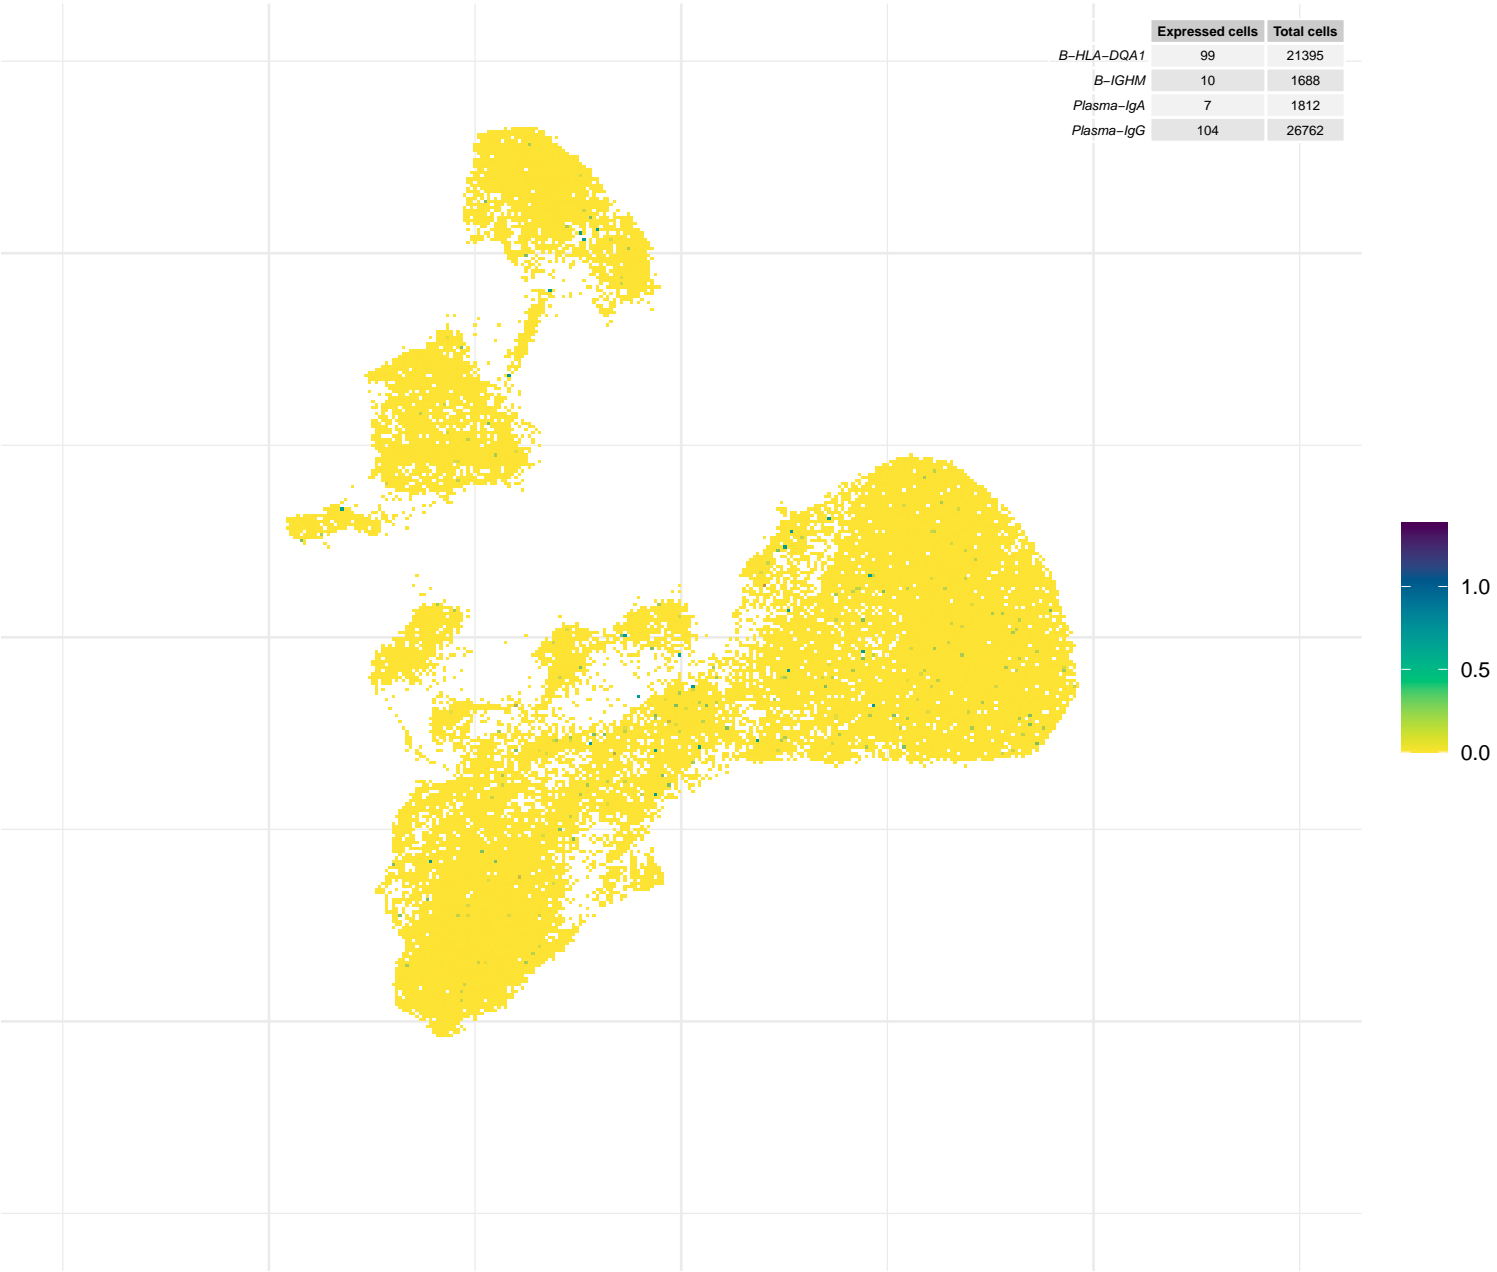 Expressed cells Total cells
B−HLA−DQA1 99 21395
B−IGHM 10 1688
Plasma−IgA 7 1812
Plasma−IgG 104 26762
1.0
0.5
0.0